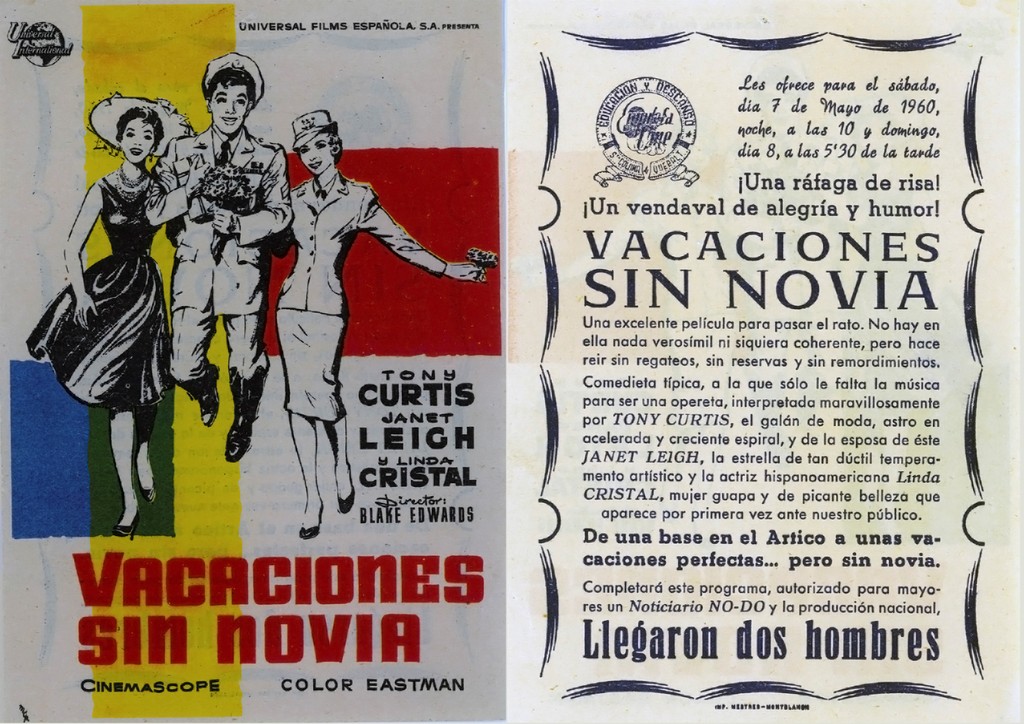 Universal
International
UNIVERSAL FILMS ESPAÑOLA. S.A. PRESENTA
TONY
CURTIS
JANET
LEIGH
Y LINDA
CRISTAL
Director:
BLAKE EDWARDS
VACACIONES
SIN NOVIA
CINEMASCOPE COLOR EASTMAN
EDUCACION Y DESCANSO
Cine
QUERALT
Les ofrece para el sábado,
día 7 de Mayo de 1960,
noche, a las 10 y domingo,
día 8, a las 5'30 de la tarde
¡Una ráfaga de risa!
¡Un vendaval de alegría y humor!
VACACIONES
SIN NOVIA
Una excelente película para pasar el rato. No hay en
ella nada verosímil ni siquiera coherente, pero hace
reir sin regateos, sin reservas y sin remordimientos.
Comedieta típica, a la que sólo le falta la música
para ser una opereta, interpretada maravillosamente
por TONY CURTIS, el galán de moda, astro en
acelerada y creciente espiral, y de la esposa de éste
JANET LEIGH, la estrella de tan dúctil tempera-
mento artístico y la actriz hispanoamericana Linda
CRISTAL, mujer guapa y de picante belleza que
aparece por primera vez ante nuestro público.
De una base en el Artico a unas va-
caciones perfectas... pero sin novia.
Completará este programa, autorizado para mayo-
res un Noticiario NO-DO y la producción nacional,
Llegaron dos hombres
IMP. MESTRES-MONTBLANCH